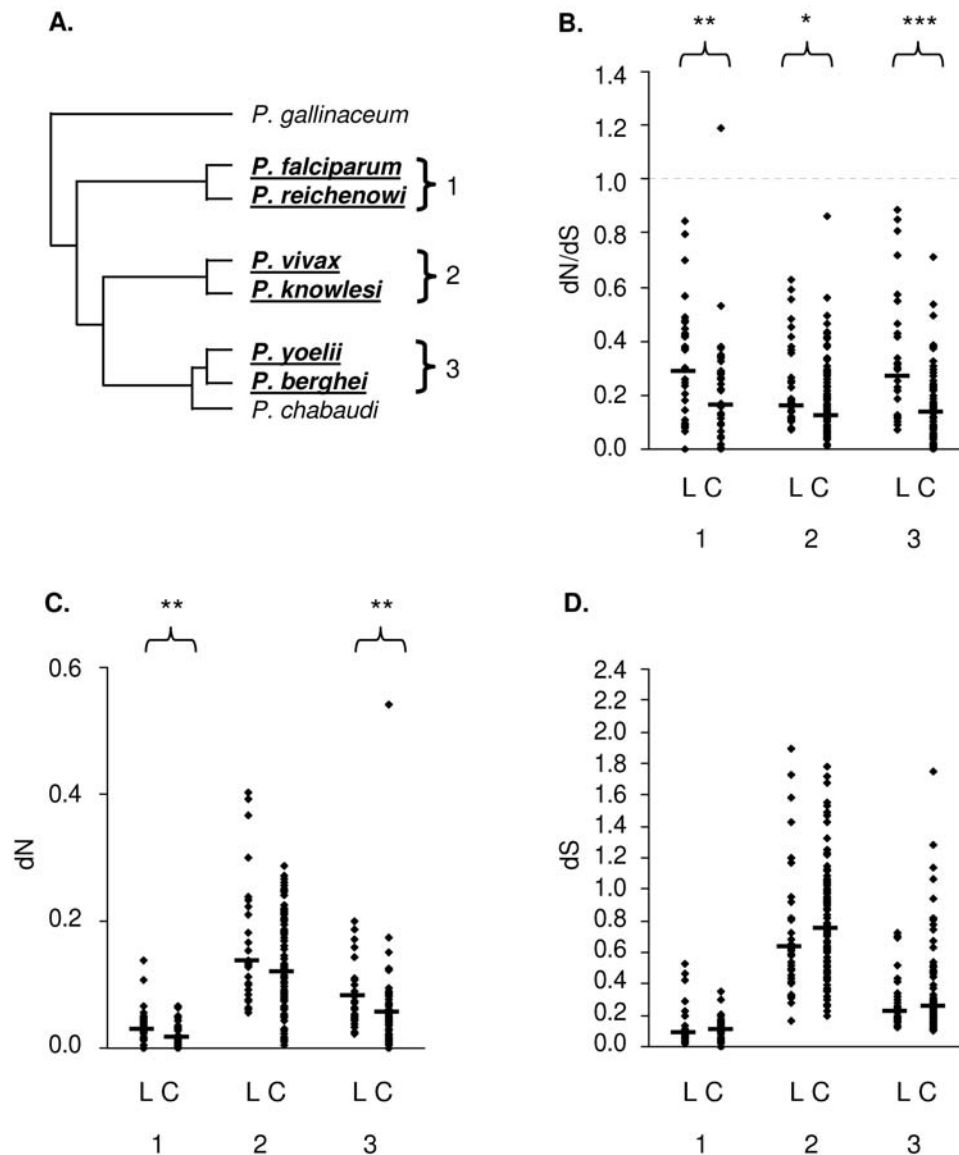 A.
P. gallinaceum
P. falciparum
P. reichenowi
1
P. vivax
P. knowlesi
2
P. yoelii
P. berghei
3
P. chabaudi
B.
** * ***
1.4
1.2
1.0
0.8
0.6
0.4
0.2
0.0
dN/dS
L C L C L C
1 2 3
C.
** **
0.6
0.4
0.2
0.0
dN
L C L C L C
1 2 3
D.
2.4
2.2
2.0
1.8
1.6
1.4
1.2
1.0
0.8
0.6
0.4
0.2
0.0
dS
L C L C L C
1 2 3